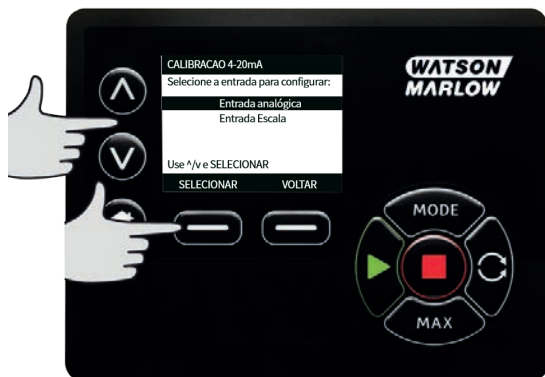 CALIBRACAO 4-20mA
Selecione a entrada para configurar:
Entrada analógica
Entrada Escala
Use ^/v e SELECIONAR
SELECIONAR VOLTAR
WATSON
MARLOW
MODE
MAX